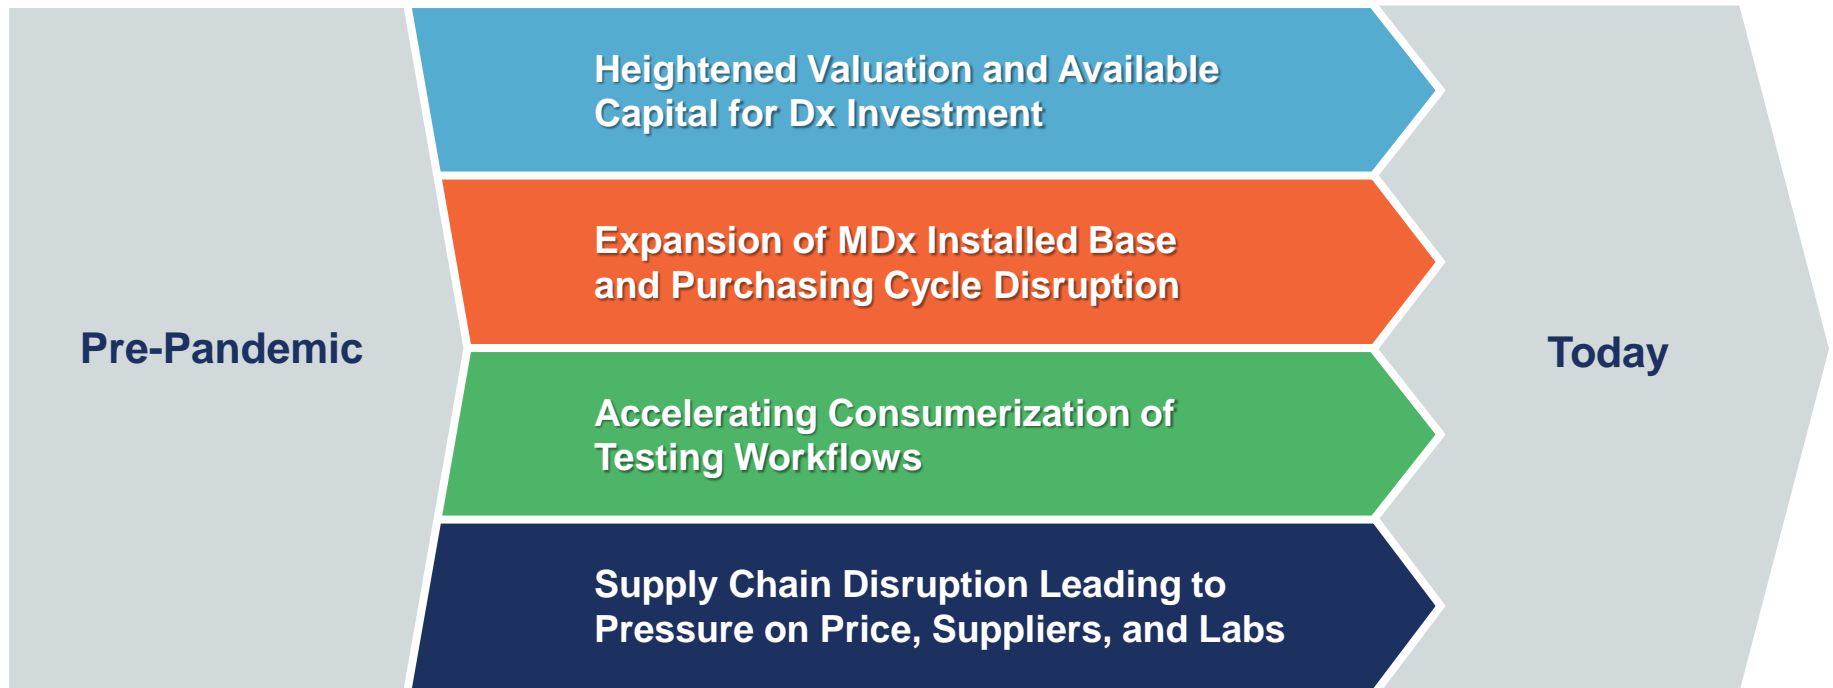 Pre-Pandemic
Heightened Valuation and Available
Capital for Dx Investment
Expansion of MDx Installed Base
and Purchasing Cycle Disruption
Accelerating Consumerization of
Testing Workflows
Supply Chain Disruption Leading to
Pressure on Price, Suppliers, and Labs
Today